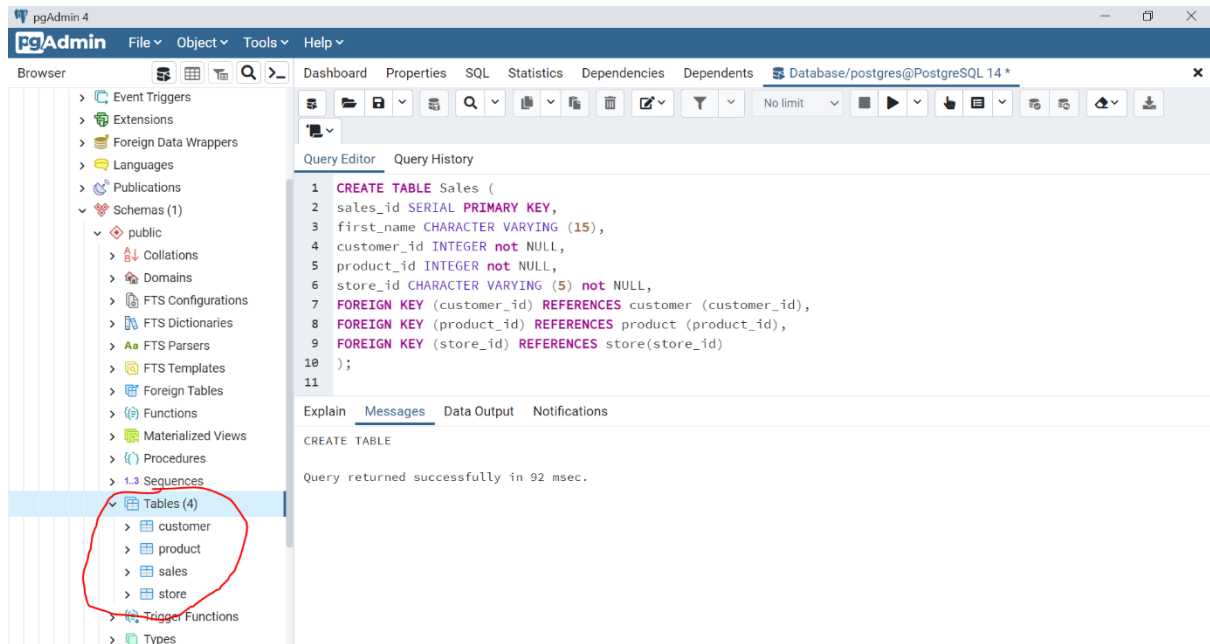 pgAdmin 4
pgAdmin File Object Tools Help
Browser
Dashboard Properties SQL Statistics Dependencies Dependents Database/postgres@PostgreSQL 14 *
Event Triggers
Extensions
Foreign Data Wrappers
Languages
Publications
Schemas (1)
public
Collations
Domains
FTS Configurations
FTS Dictionaries
Aa FTS Parsers
FTS Templates
Foreign Tables
Functions
Materialized Views
Procedures
1..3 Sequences
Tables (4)
customer
product
sales
store
Trigger Functions
Types
No limit
Query Editor Query History
1 CREATE TABLE Sales (
2 sales_id SERIAL PRIMARY KEY,
3 first_name CHARACTER VARYING (15),
4 customer_id INTEGER not NULL,
5 product_id INTEGER not NULL,
6 store_id CHARACTER VARYING (5) not NULL,
7 FOREIGN KEY (customer_id) REFERENCES customer (customer_id),
8 FOREIGN KEY (product_id) REFERENCES product (product_id),
9 FOREIGN KEY (store_id) REFERENCES store(store_id)
10 );
11
Explain Messages Data Output Notifications
CREATE TABLE
Query returned successfully in 92 msec.